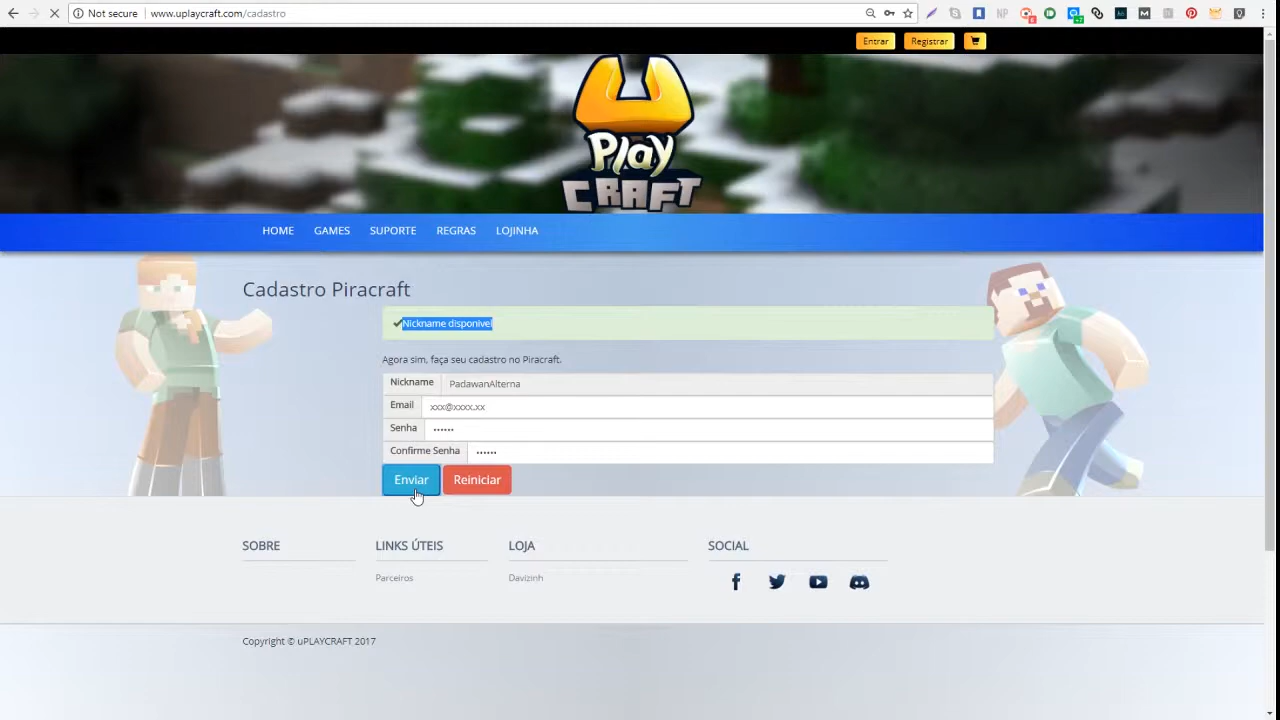 Not secure | www.uplaycraft.com/cadastro
Entrar Registrar
Play
CRAFT
HOME GAMES SUPORTE REGRAS LOJINHA
Cadastro Piracraft
✔Nickname disponivel
Agora sim, faça seu cadastro no Piracraft.
Nickname PadawanAlterna
Email xxx@xxxx.xx
Senha ••••••
Confirme Senha ••••••
Enviar Reiniciar
SOBRE LINKS ÚTEIS LOJA SOCIAL
Parceiros Davizinh
Copyright © uPLAYCRAFT 2017